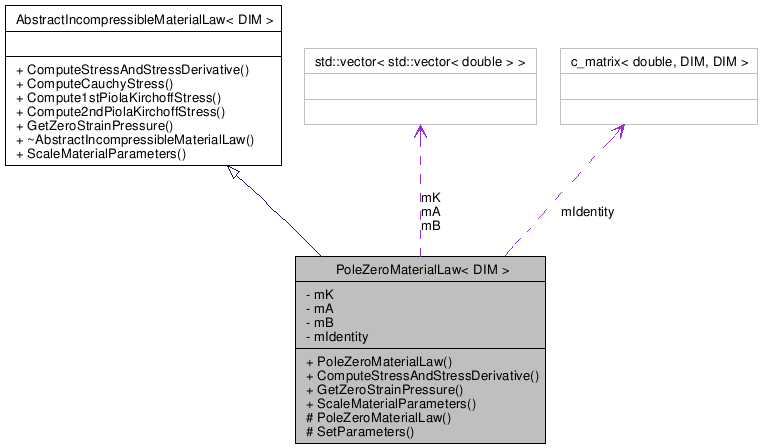 AbstractIncompressibleMaterialLaw< DIM >
+ ComputeStressAndStressDerivative()
+ ComputeCauchyStress()
+ Compute1stPiolaKirchoffStress()
+ Compute2ndPiolaKirchoffStress()
+ GetZeroStrainPressure()
+ ~AbstractIncompressibleMaterialLaw()
+ ScaleMaterialParameters()
std::vector< std::vector< double > >
c_matrix< double, DIM, DIM >
mK
mA
mB
mIdentity
PoleZeroMaterialLaw< DIM >
- mK
- mA
- mB
- mIdentity
+ PoleZeroMaterialLaw()
+ ComputeStressAndStressDerivative()
+ GetZeroStrainPressure()
+ ScaleMaterialParameters()
# PoleZeroMaterialLaw()
# SetParameters()